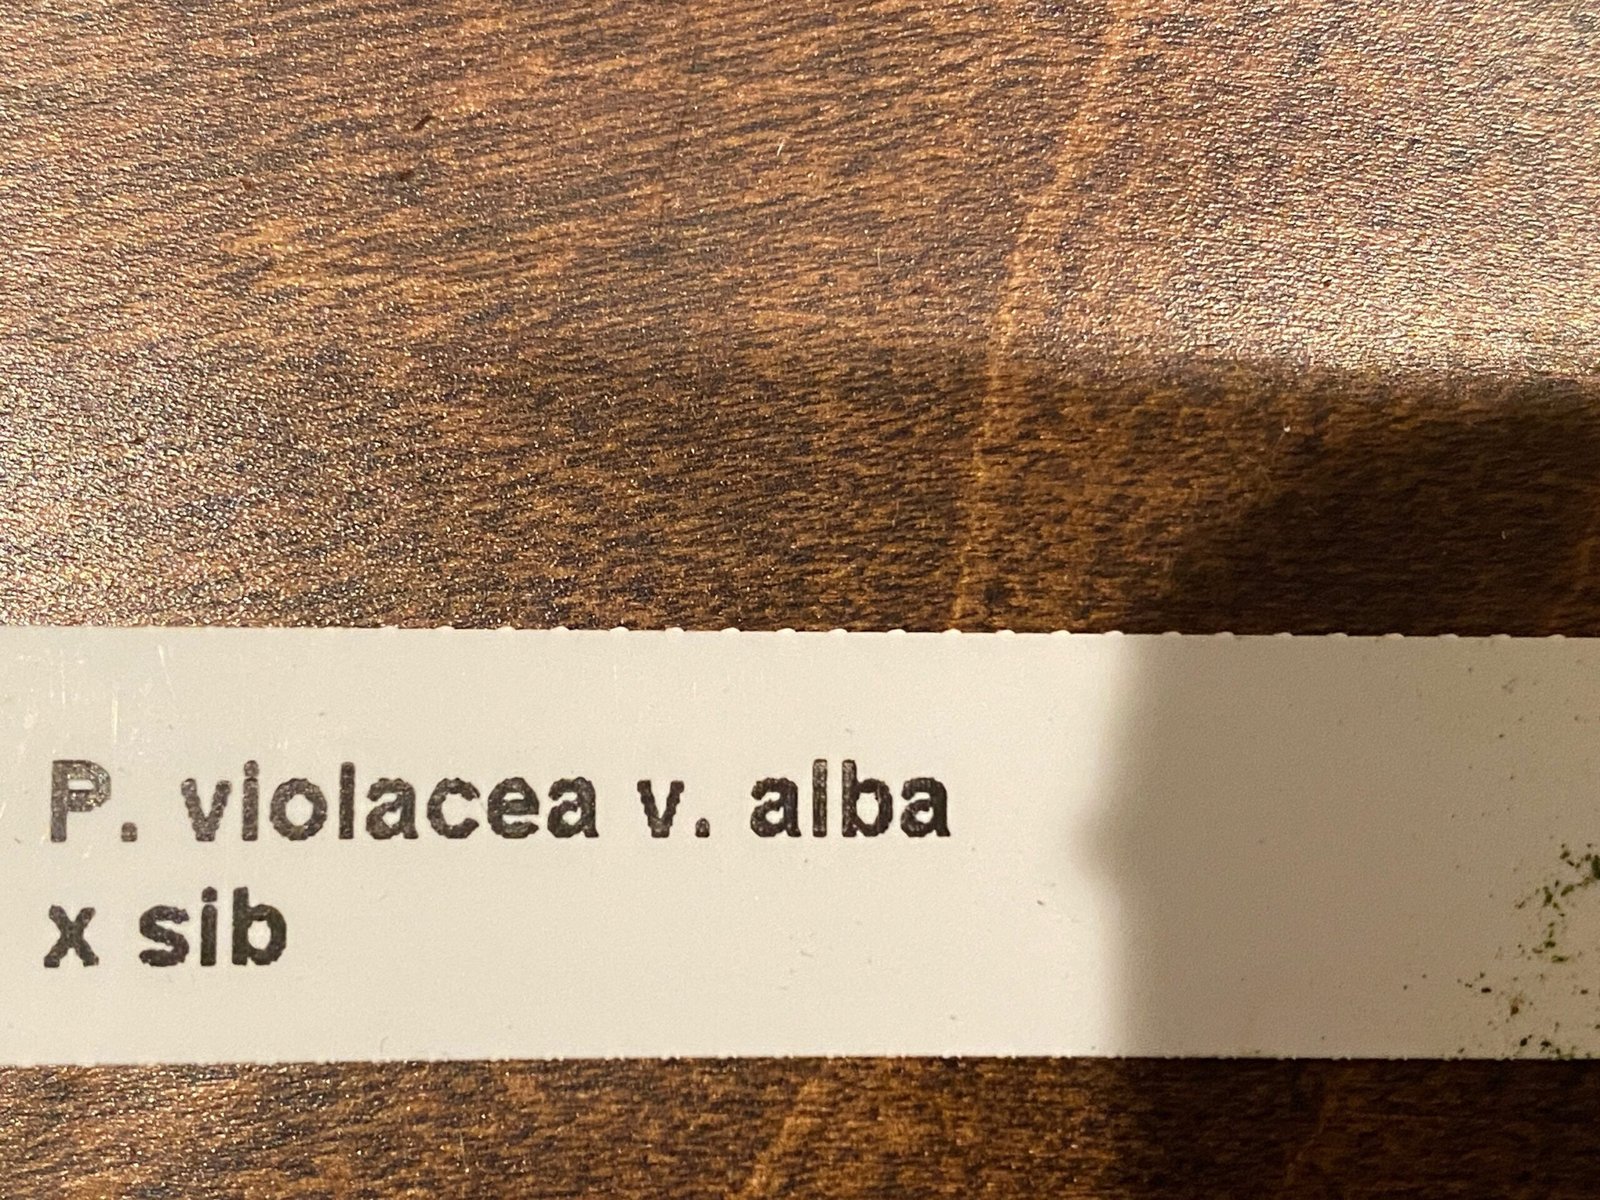 P. violacea v. alba
x sib